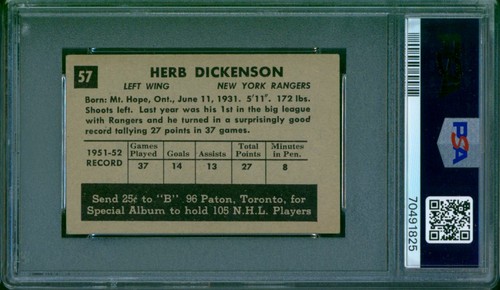 57
HERB DICKENSON
LEFT WING NEW YORK RANGERS
Born: Mt. Hope, Ont., June 11, 1931. 5'11". 172 lbs.
Shoots left. Last year was his 1st in the big league
with Rangers and he turned in a surprisingly good
record tallying 27 points in 37 games.
1951-52 RECORD
Games Played Goals Assists Total Points Minutes in Pen.
37 14 13 27 8
Send 25¢ to "B" 96 Paton, Toronto, for
Special Album to hold 105 N.H.L. Players
PSA
70491825